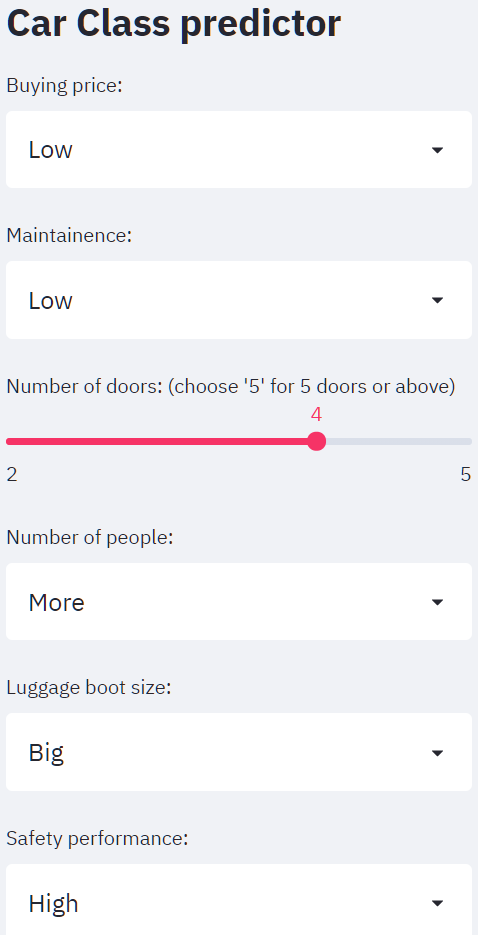 Car Class predictor
Buying price:
Low
Maintainence:
Low
Number of doors: (choose '5' for 5 doors or above)
4
2 5
Number of people:
More
Luggage boot size:
Big
Safety performance:
High